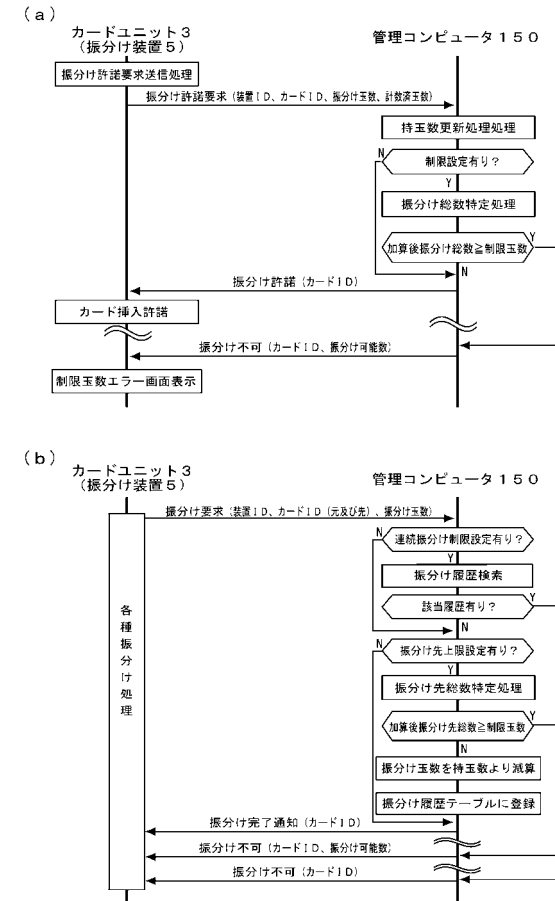 (a)
カードユニット3
(振分け装置5)
管理コンピュータ150
振分け許諾要求送信処理
振分け許諾要求(装置ID、カードID、振分け玉数、計数済玉数)
持玉数更新処理処理
N
制限設定有り?
Y
振分け総数特定処理
加算後振分け総数≧制限玉数
Y
N
振分け許諾(カードID)
カード挿入許諾
振分け不可(カードID、振分け可能数)
制限玉数エラー画面表示
(b)
カードユニット3
(振分け装置5)
管理コンピュータ150
振分け要求(装置ID、カードID(元及び先)、振分け玉数)
N
連続振分け制限設定有り?
Y
振分け履歴検索
該当履歴有り?
Y
各種振分け処理
N
N
振分け先上限設定有り?
Y
振分け先総数特定処理
加算後振分け先総数≧制限玉数
Y
N
振分け玉数を持玉数より減算
振分け履歴テーブルに登録
振分け完了通知(カードID)
振分け不可(カードID、振分け可能数)
振分け不可(カードID)